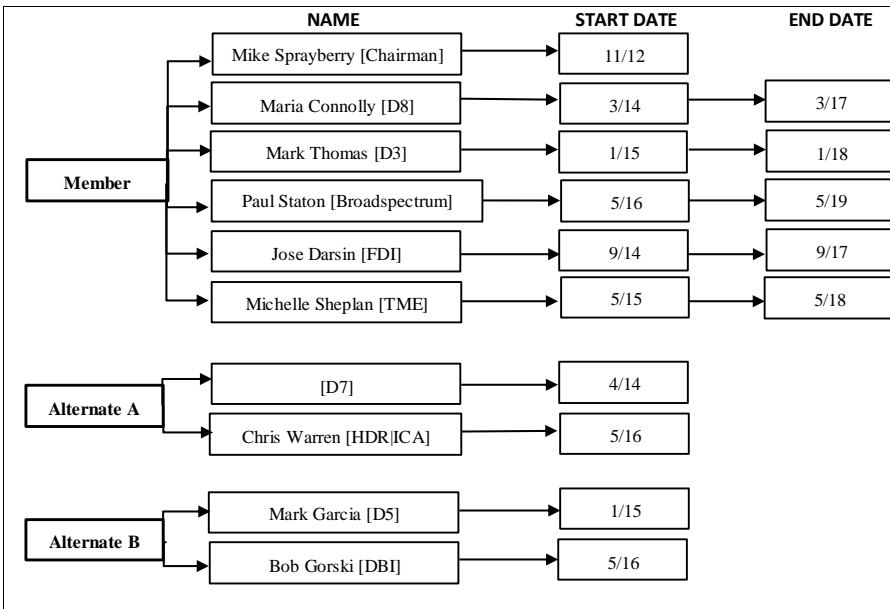 NAME START DATE END DATE
Mike Sprayberry [Chairman] 11/12
Maria Connolly [D8] 3/14 3/17
Mark Thomas [D3] 1/15 1/18
Member
Paul Staton [Broadspectrum] 5/16 5/19
Jose Darsin [FDI] 9/14 9/17
Michelle Sheplan [TME] 5/15 5/18
[D7] 4/14
Alternate A
Chris Warren [HDR|ICA] 5/16
Mark Garcia [D5] 1/15
Alternate B
Bob Gorski [DBI] 5/16